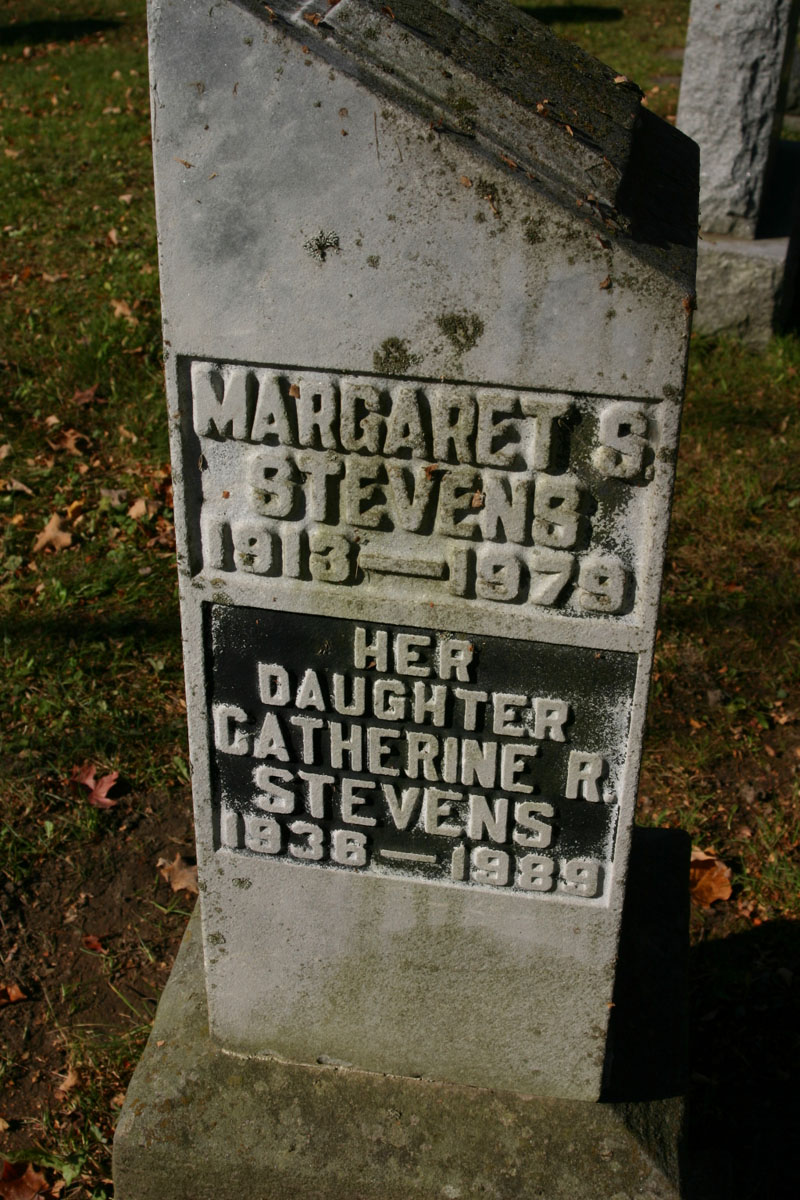 MARGARET S.
STEVENS
1913—1979
HER
DAUGHTER
CATHERINE R.
STEVENS
1936—1989